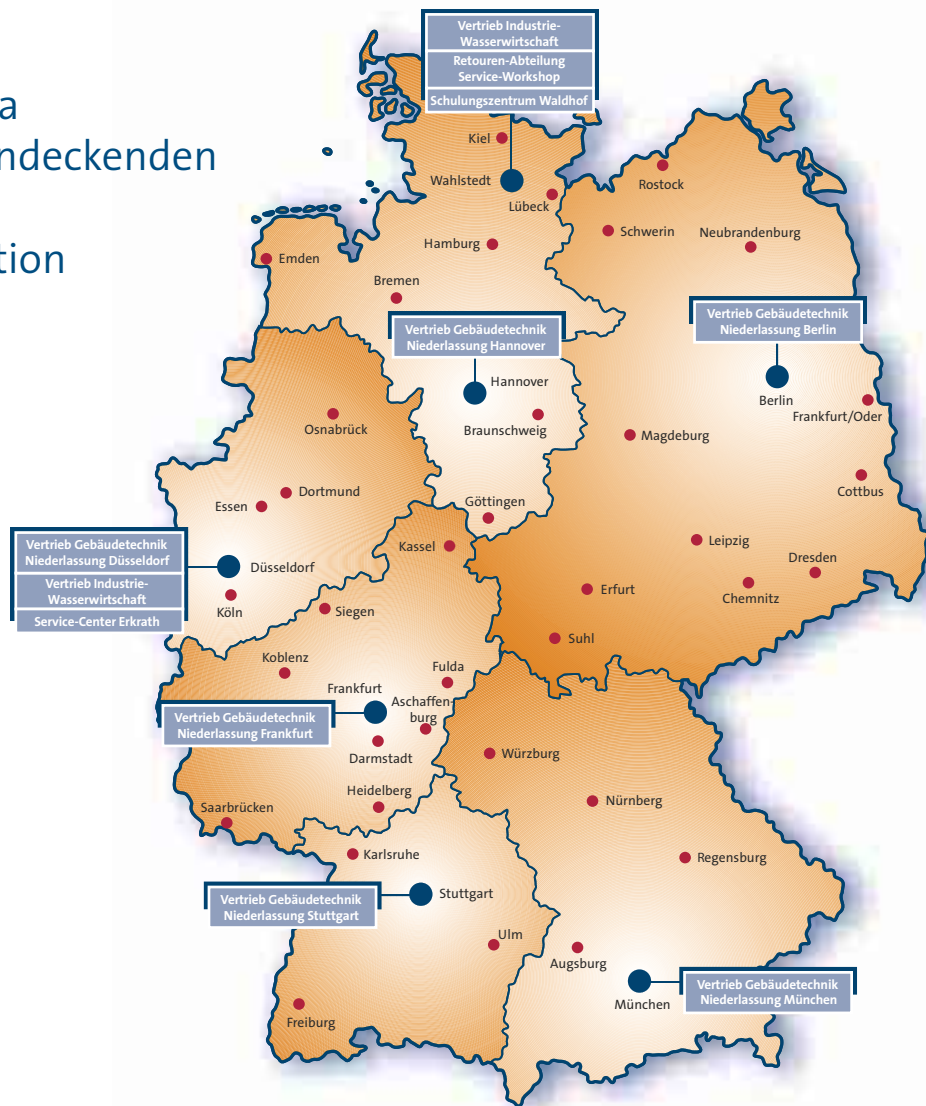 a
ndeckenden
tion
Vertrieb Industrie-
Wasserwirtschaft
Retouren-Abteilung
Service-Workshop
Schulungszentrum Waldhof
Kiel
Wahlstedt
Lübeck
Rostock
Schwerin
Neubrandenburg
Hamburg
Emden
Bremen
Vertrieb Gebäudetechnik
Niederlassung Hannover
Vertrieb Gebäudetechnik
Niederlassung Berlin
Hannover
Berlin
Frankfurt/Oder
Braunschweig
Osnabrück
Magdeburg
Cottbus
Dortmund
Essen
Göttingen
Leipzig
Kassel
Dresden
Vertrieb Gebäudetechnik
Niederlassung Düsseldorf
Vertrieb Industrie-
Wasserwirtschaft
Service-Center Erkrath
Düsseldorf
Köln
Siegen
Erfurt
Chemnitz
Suhl
Koblenz
Fulda
Frankfurt
Aschaffen-
burg
Vertrieb Gebäudetechnik
Niederlassung Frankfurt
Darmstadt
Würzburg
Heidelberg
Nürnberg
Saarbrücken
Karlsruhe
Regensburg
Vertrieb Gebäudetechnik
Niederlassung Stuttgart
Stuttgart
Ulm
Augsburg
Vertrieb Gebäudetechnik
Niederlassung München
München
Freiburg